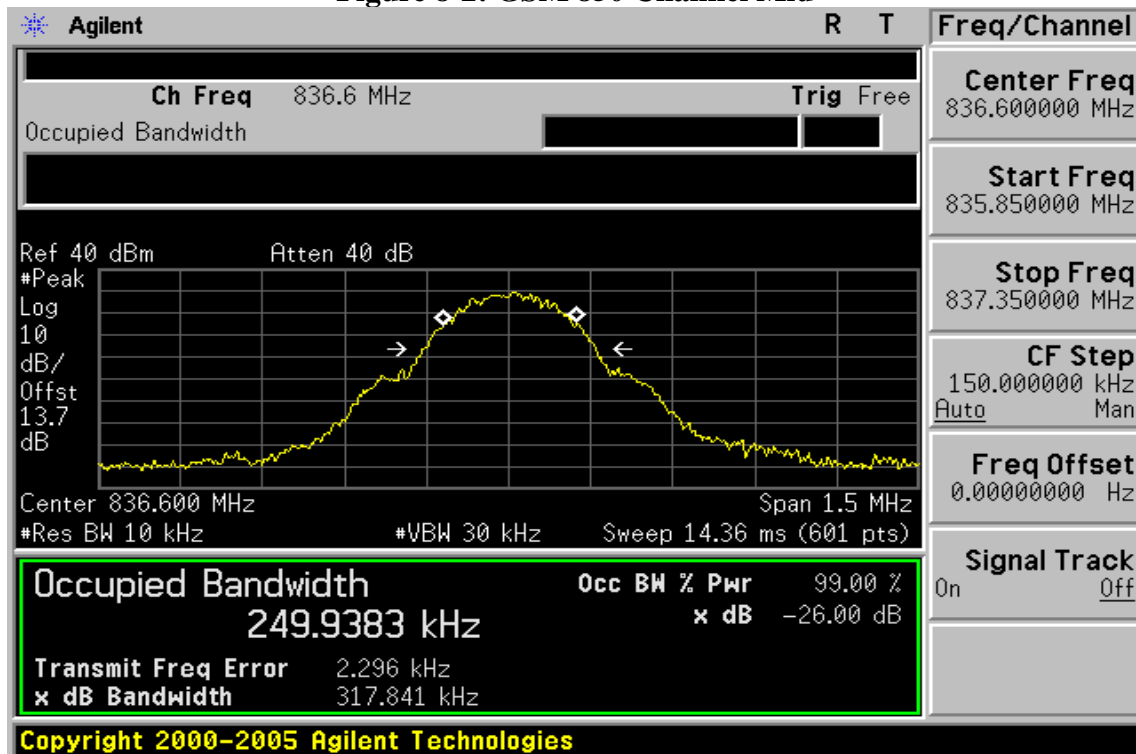 Agilent R T Freq/Channel
Ch Freq 836.6 MHz Trig Free
Occupied Bandwidth
Center Freq
836.600000 MHz
Start Freq
835.850000 MHz
Stop Freq
837.350000 MHz
CF Step
150.000000 kHz
Auto Man
Freq Offset
0.00000000 Hz
Signal Track
On Off
Ref 40 dBm Atten 40 dB
#Peak
Log
10
dB/
Offst
13.7
dB
Center 836.600 MHz Span 1.5 MHz
#Res BW 10 kHz #VBW 30 kHz Sweep 14.36 ms (601 pts)
Occupied Bandwidth Occ BW % Pwr 99.00 %
249.9383 kHz x dB -26.00 dB
Transmit Freq Error 2.296 kHz
x dB Bandwidth 317.841 kHz
Copyright 2000-2005 Agilent Technologies